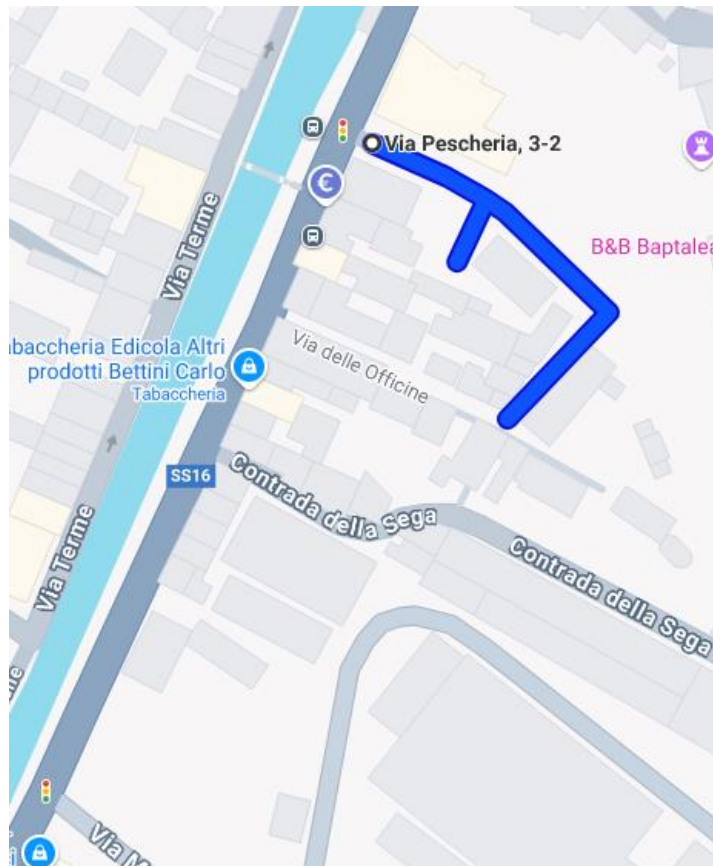 Via Pescheria, 3-2
Via Terme
B&B Baptalea
Via delle Officine
abaccheria Edicola Altri
prodotti Bettini Carlo
Tabaccheria
SS16
Contrada della Sega
Contrada della Sega
Via Terme
Via M